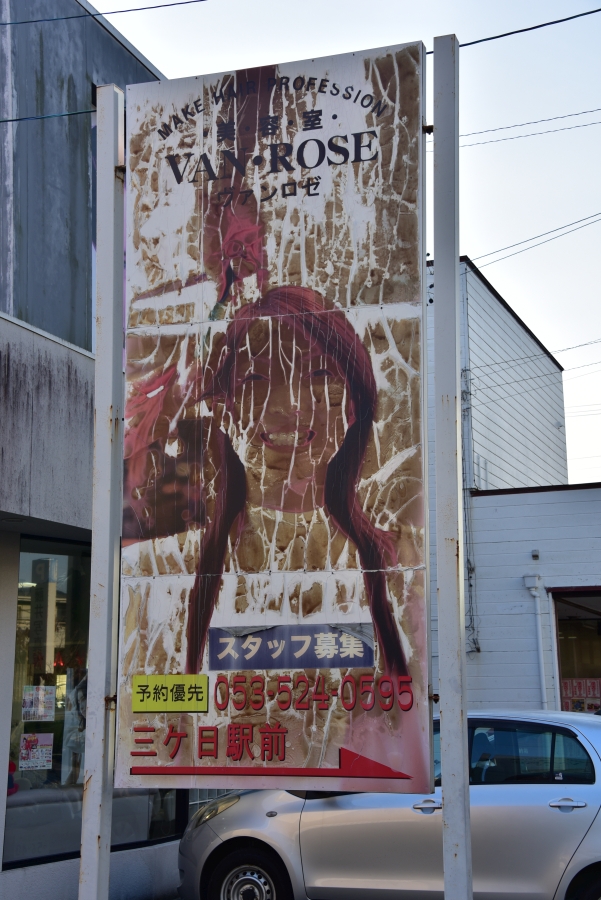 MAKE HAIR PROFESSION
美・容・室・
VAN・ROSE
ヴァンロゼ
スタッフ募集
予約優先 053-524-0595
三ケ日駅前